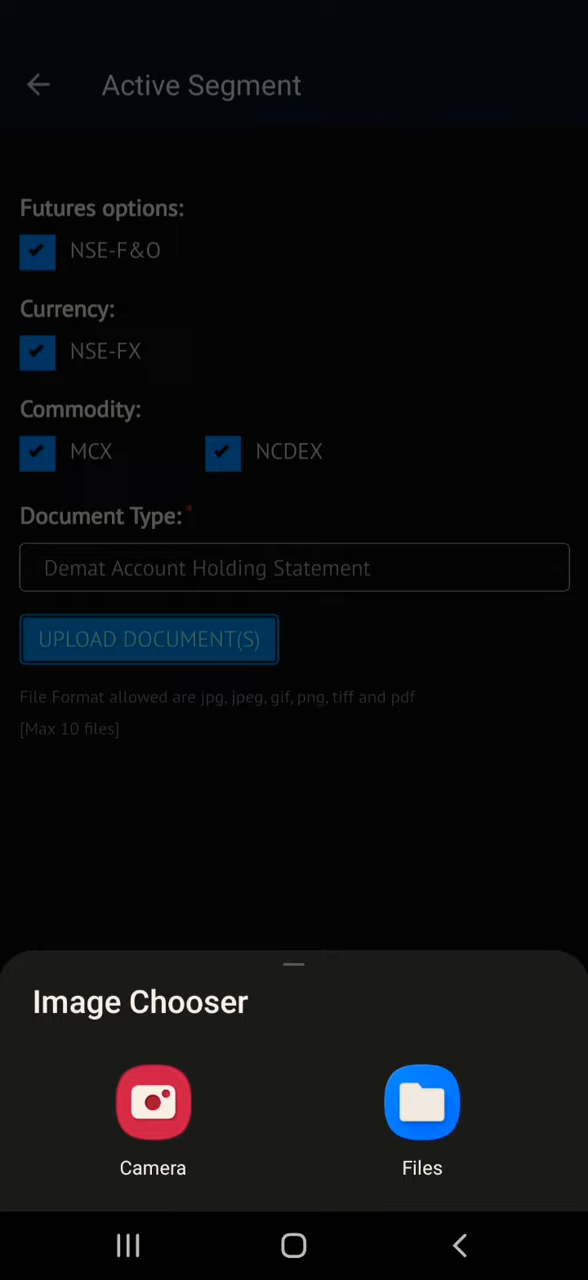 Active Segment
Futures options:
NSE-F&O
Currency:
NSE-FX
Commodity:
MCX NCDEX
Document Type:*
Demat Account Holding Statement
UPLOAD DOCUMENT(S)
File Format allowed are jpg, jpeg, gif, png, tiff and pdf
[Max 10 files]
Image Chooser
Camera Files